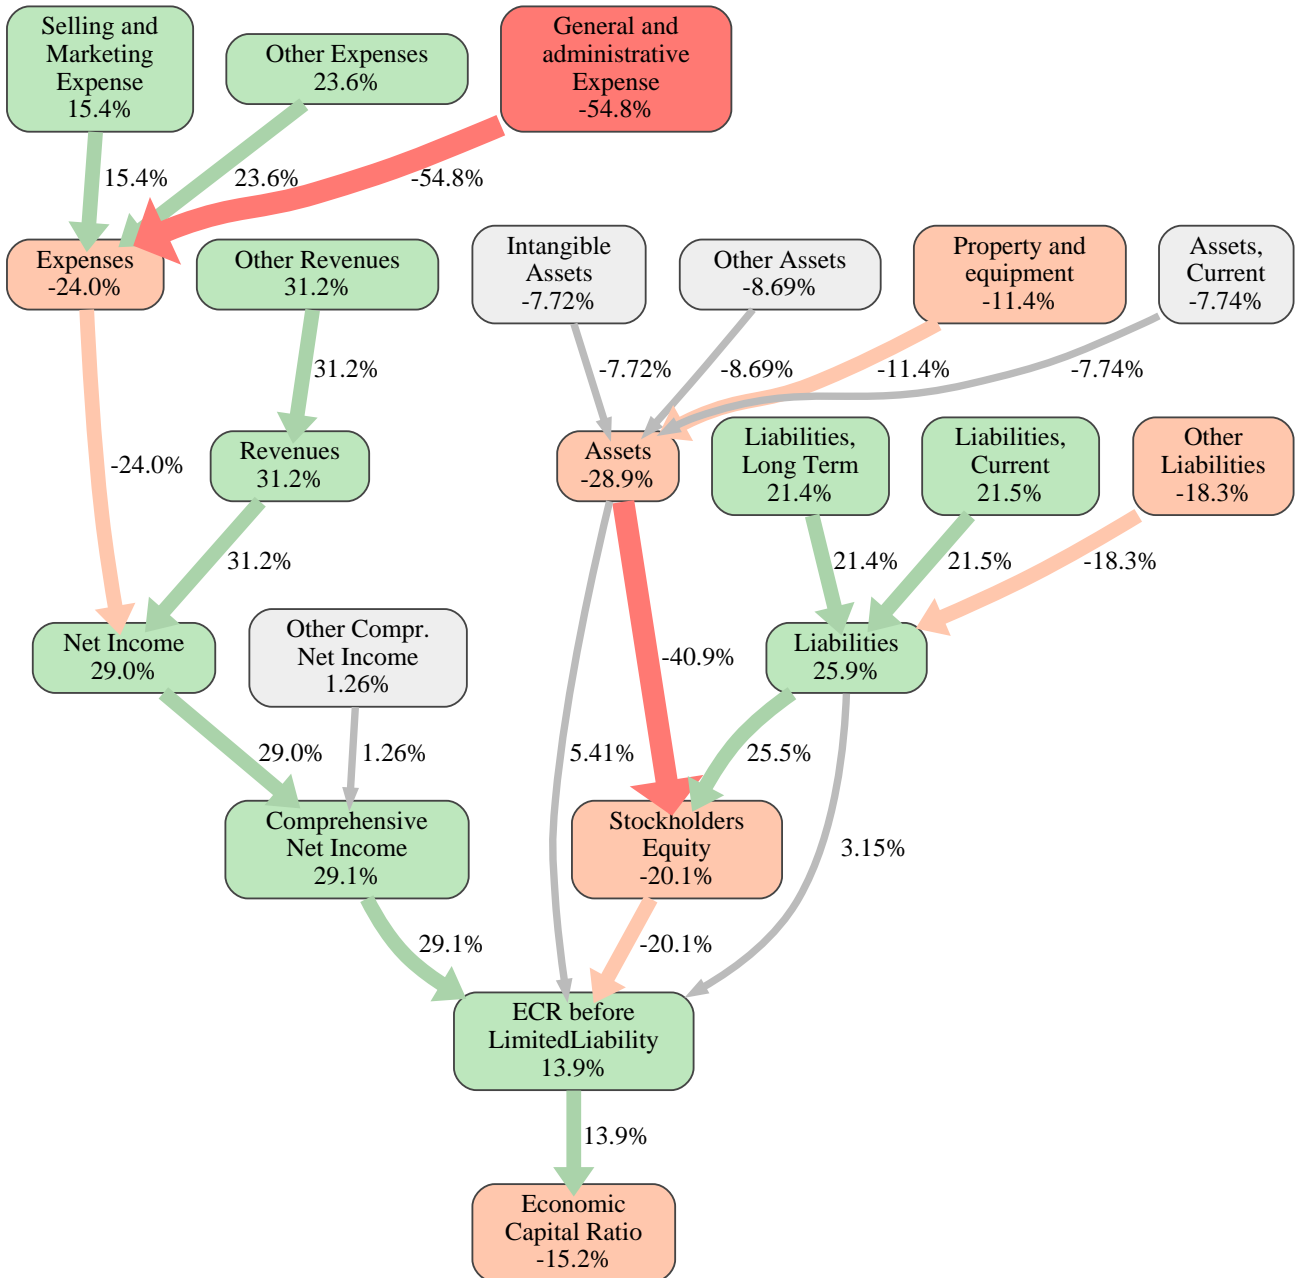 Selling and
Marketing
Expense
15.4%
Other Expenses
23.6%
General and
administrative
Expense
-54.8%
15.4%
23.6%
-54.8%
Expenses
-24.0%
Other Revenues
31.2%
Intangible
Assets
-7.72%
Other Assets
-8.69%
Property and
equipment
-11.4%
Assets,
Current
-7.74%
31.2%
-7.72%
-8.69%
-11.4%
-7.74%
-24.0%
Revenues
31.2%
Assets
-28.9%
Liabilities,
Long Term
21.4%
Liabilities,
Current
21.5%
Other
Liabilities
-18.3%
31.2%
21.4%
21.5%
-18.3%
Net Income
29.0%
Other Compr.
Net Income
1.26%
-40.9%
Liabilities
25.9%
29.0%
1.26%
5.41%
25.5%
3.15%
Comprehensive
Net Income
29.1%
Stockholders
Equity
-20.1%
29.1%
-20.1%
ECR before
LimitedLiability
13.9%
13.9%
Economic
Capital Ratio
-15.2%